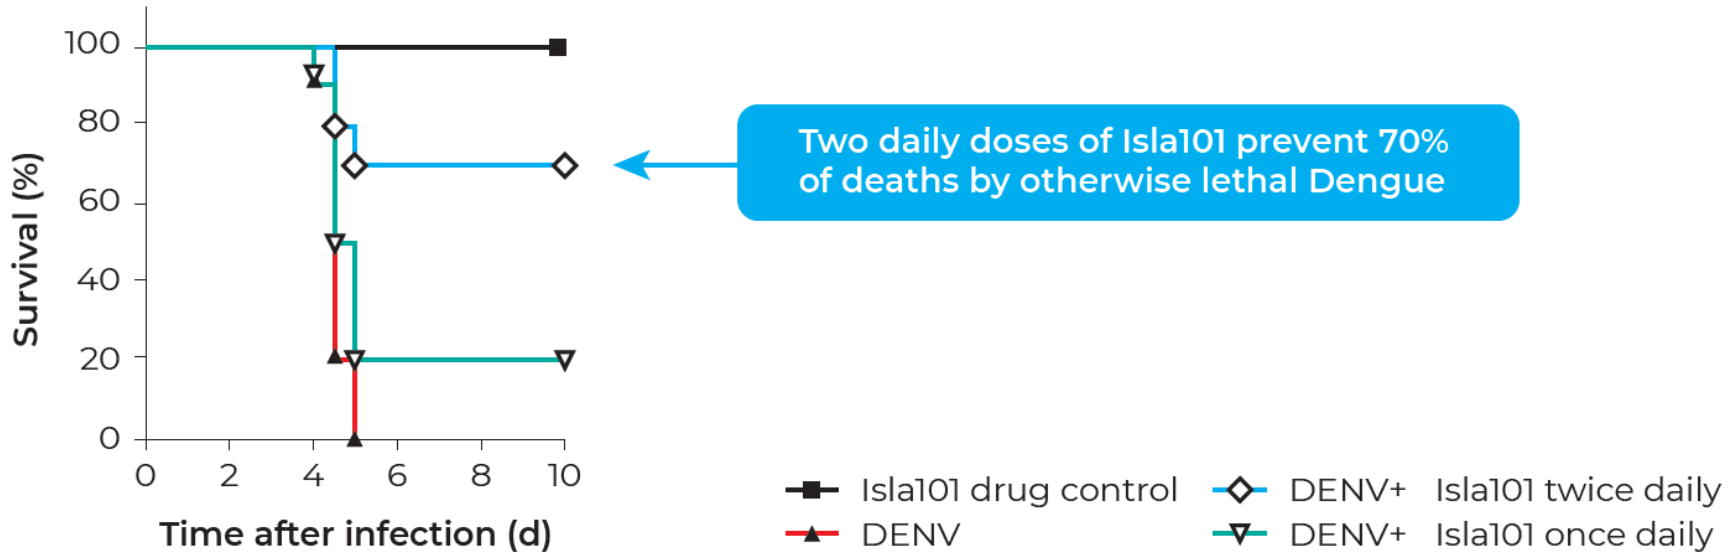 100
80
60
40
20
0
Survival (%)
0 2 4 6 8 10
Time after infection (d)
Two daily doses of Isla101 prevent 70%
of deaths by otherwise lethal Dengue
Isla101 drug control
DENV
DENV+ Isla101 twice daily
DENV+ Isla101 once daily